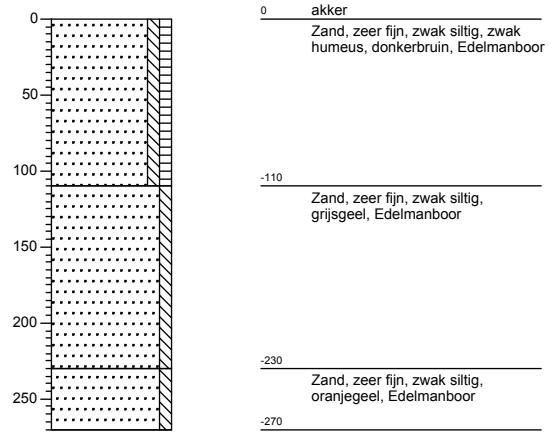 0
50
100
150
200
250
0 akker
Zand, zeer fijn, zwak siltig, zwak
humeus, donkerbruin, Edelmanboor
-110
Zand, zeer fijn, zwak siltig,
grijsgeel, Edelmanboor
-230
Zand, zeer fijn, zwak siltig,
oranjegeel, Edelmanboor
-270